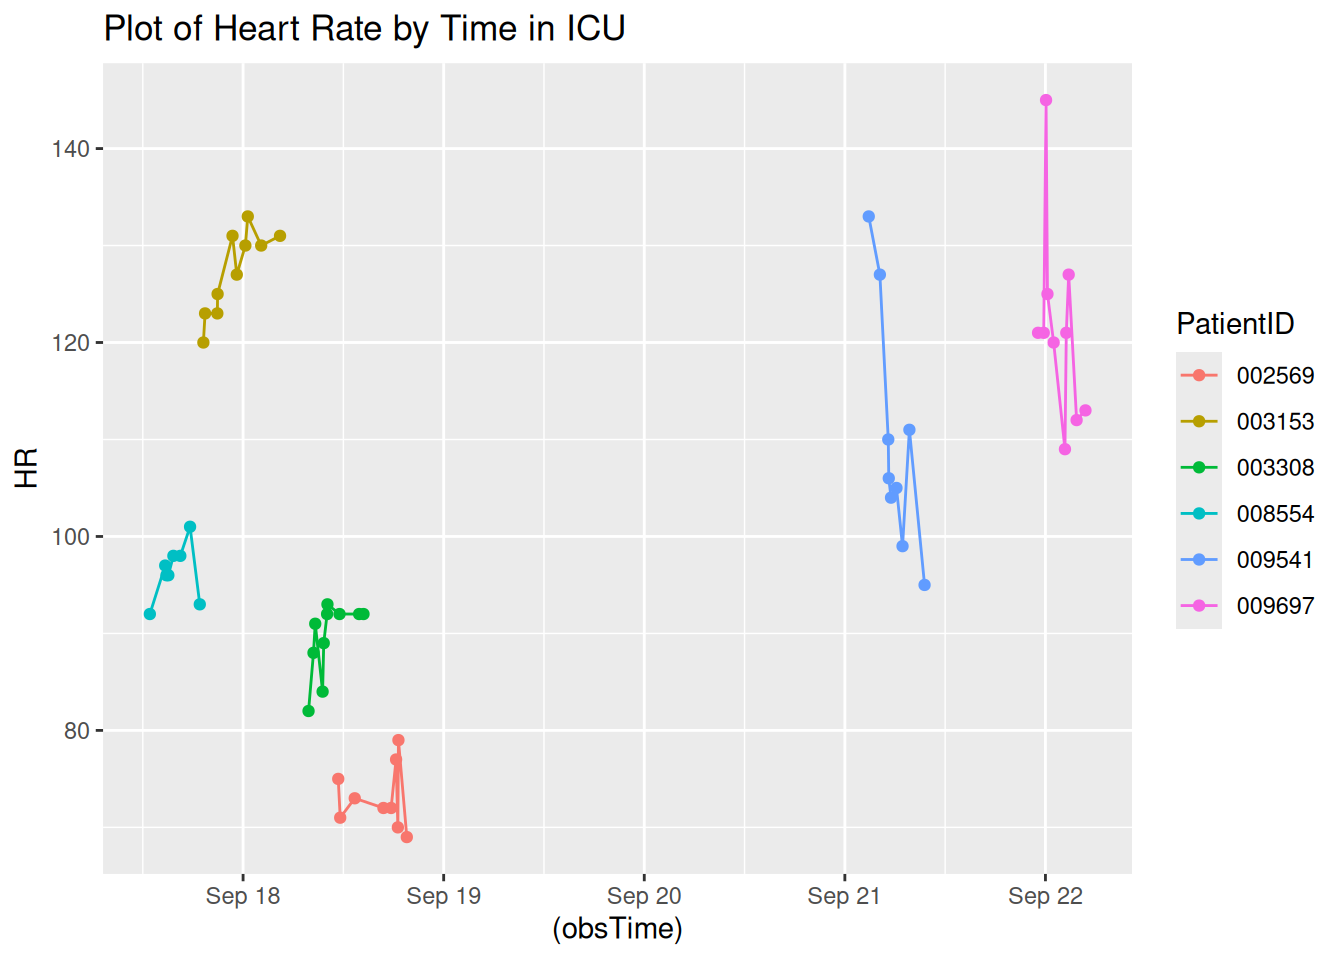 Plot of Heart Rate by Time in ICU
HR
140
120
100
80
Sep 18 Sep 19 Sep 20 Sep 21 Sep 22
(obsTime)
PatientID
002569
003153
003308
008554
009541
009697